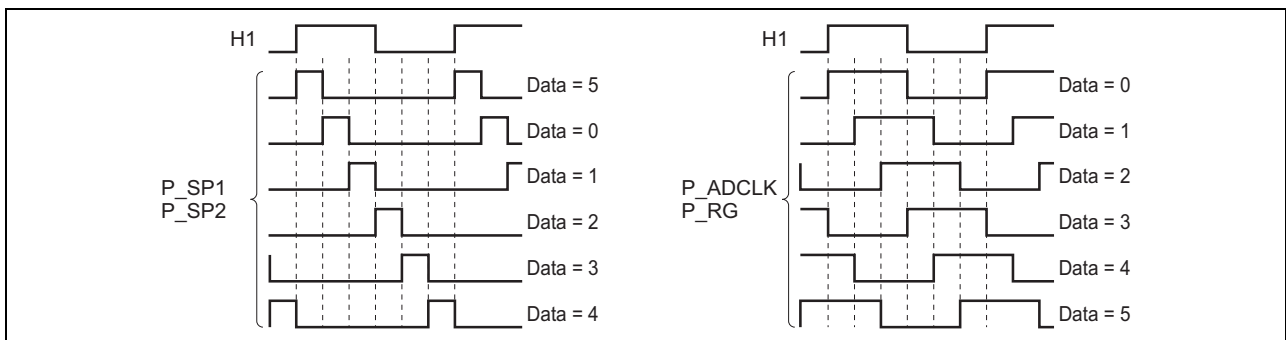 H1
Data = 5
Data = 0
Data = 1
Data = 2
Data = 3
Data = 4
P_SP1
P_SP2
H1
Data = 0
Data = 1
Data = 2
Data = 3
Data = 4
Data = 5
P_ADCLK
P_RG